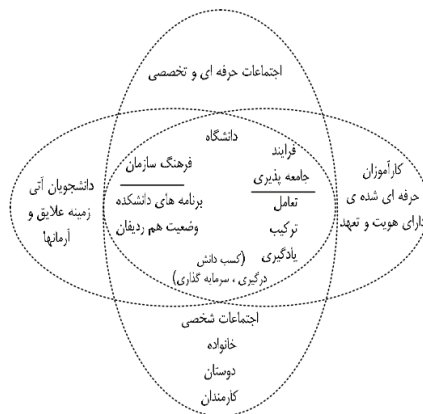 اجتماعات حرفه ای و تخصصی
دانشگاه
فرایند
جامعه پذیری
تعامل
ترکیب
یادگیری
فرهنگ سازمان
برنامه های دانشکده
وضعیت هم ردیفان
(کسب دانش
درگیری ، سرمایه گذاری)
کارآموزان
حرفه ای شده ی
دارای هویت و تعهد
دانشجویان آتی
زمینه علایق و
آرمانها
اجتماعات شخصی
خانواده
دوستان
کارمندان